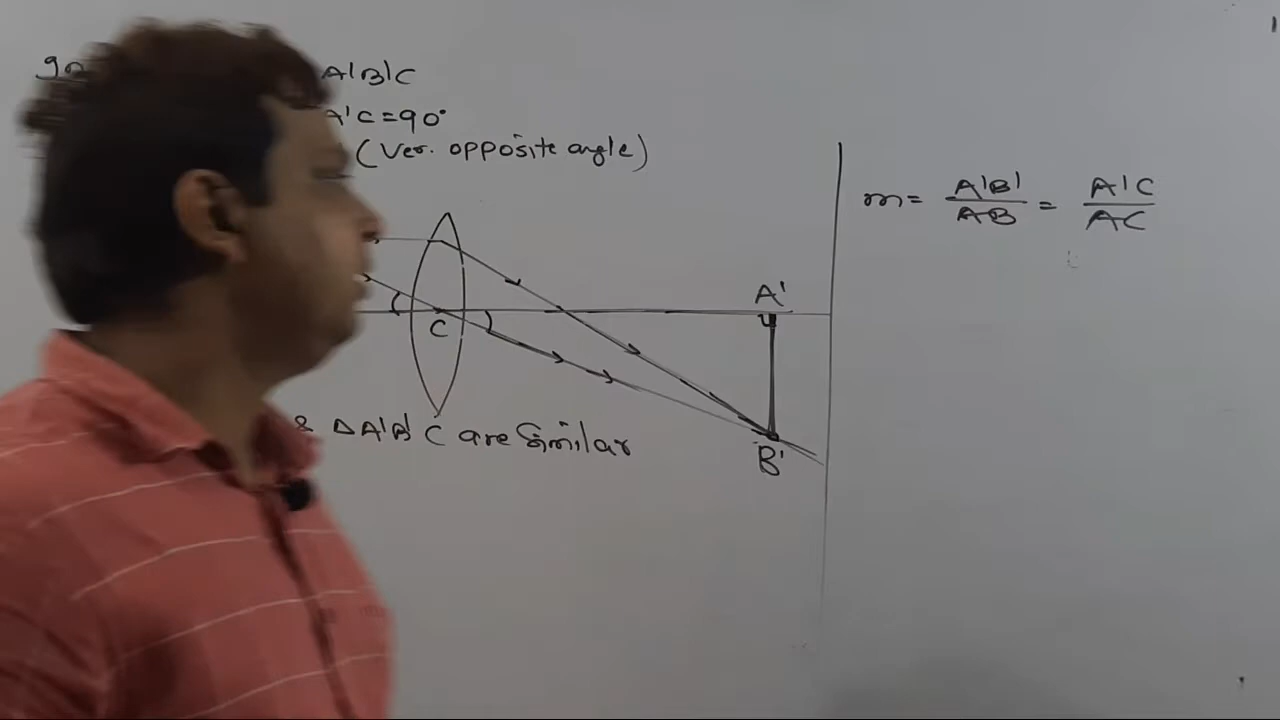 A'B'C
A'C=90°
(Ver. opposite angle)
m= A'B'/AB = A'C/AC
A'
C
& ΔA'B'C are Similar
B'